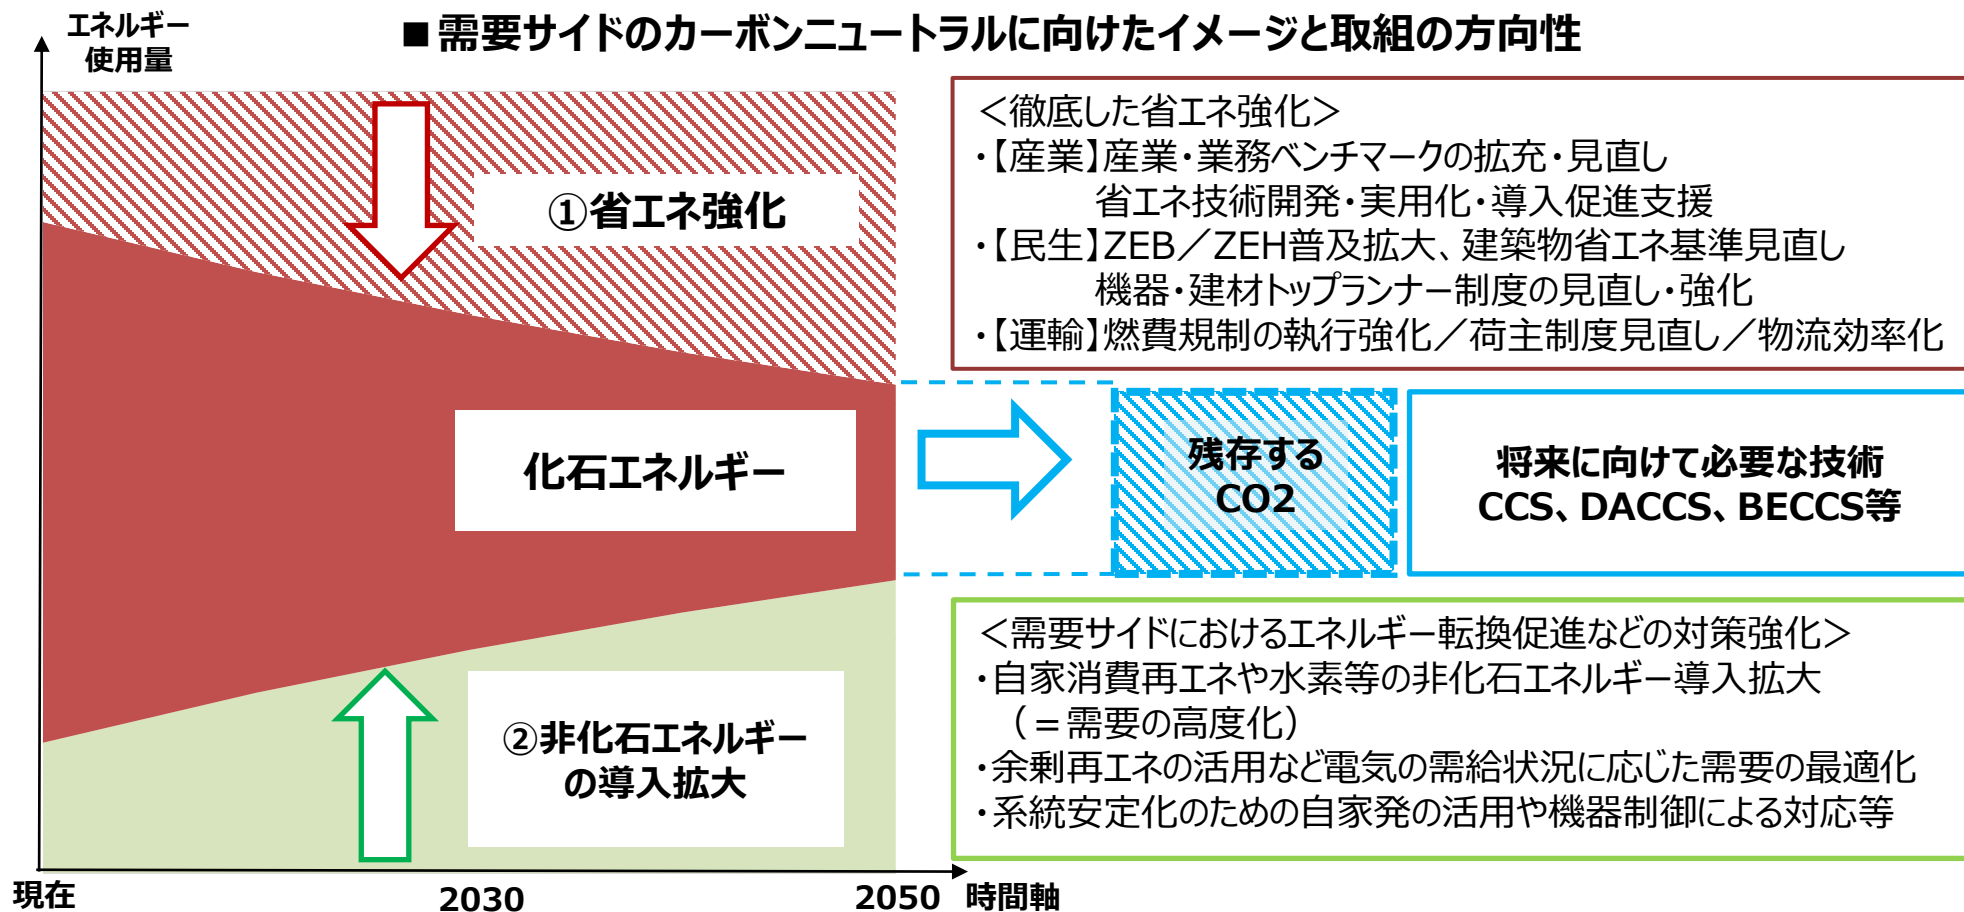 ■需要サイドのカーボンニュートラルに向けたイメージと取組の方向性
エネルギー
使用量
①省エネ強化
化石エネルギー
②非化石エネルギー
の導入拡大
現在
2030
2050
時間軸
＜徹底した省エネ強化＞
・【産業】産業・業務ベンチマークの拡充・見直し
省エネ技術開発・実用化・導入促進支援
・【民生】ZEB／ZEH普及拡大、建築物省エネ基準見直し
機器・建材トップランナー制度の見直し・強化
・【運輸】燃費規制の執行強化／荷主制度見直し／物流効率化
残存する
CO2
将来に向けて必要な技術
CCS、DACCS、BECCS等
＜需要サイドにおけるエネルギー転換促進などの対策強化＞
・自家消費再エネや水素等の非化石エネルギー導入拡大
（＝需要の高度化）
・余剰再エネの活用など電気の需給状況に応じた需要の最適化
・系統安定化のための自家発の活用や機器制御による対応等